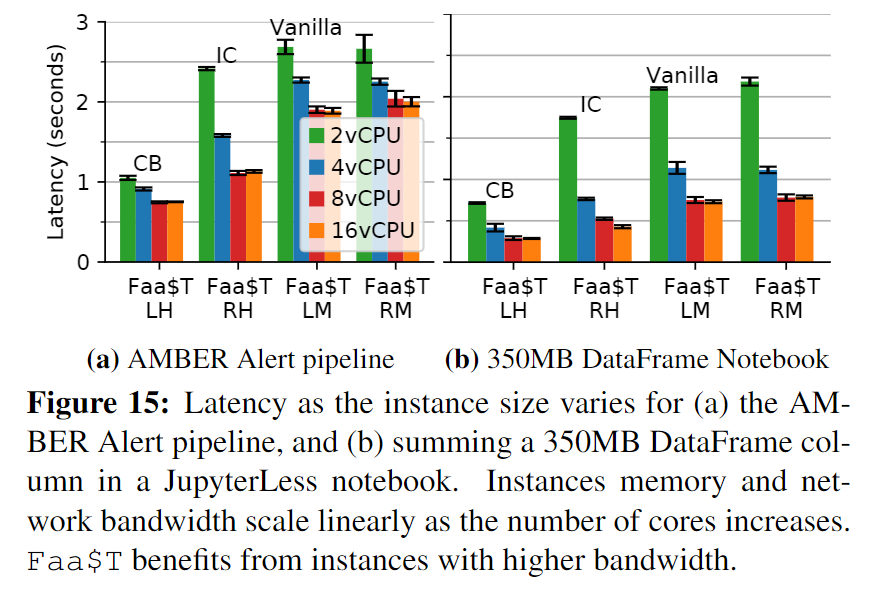 3
Vanilla
IC
Vanilla
2
2vCPU
IC
CB
4vCPU
1
8vCPU
CB
16vCPU
0
Latency (seconds)
Faa$T Faa$T Faa$T Faa$T
LH RH LM RM
Faa$T Faa$T Faa$T Faa$T
LH RH LM RM
(a) AMBER Alert pipeline
(b) 350MB DataFrame Notebook
Figure 15: Latency as the instance size varies for (a) the AM-
BER Alert pipeline, and (b) summing a 350MB DataFrame col-
umn in a JupyterLess notebook. Instances memory and net-
work bandwidth scale linearly as the number of cores increases.
Faa$T benefits from instances with higher bandwidth.